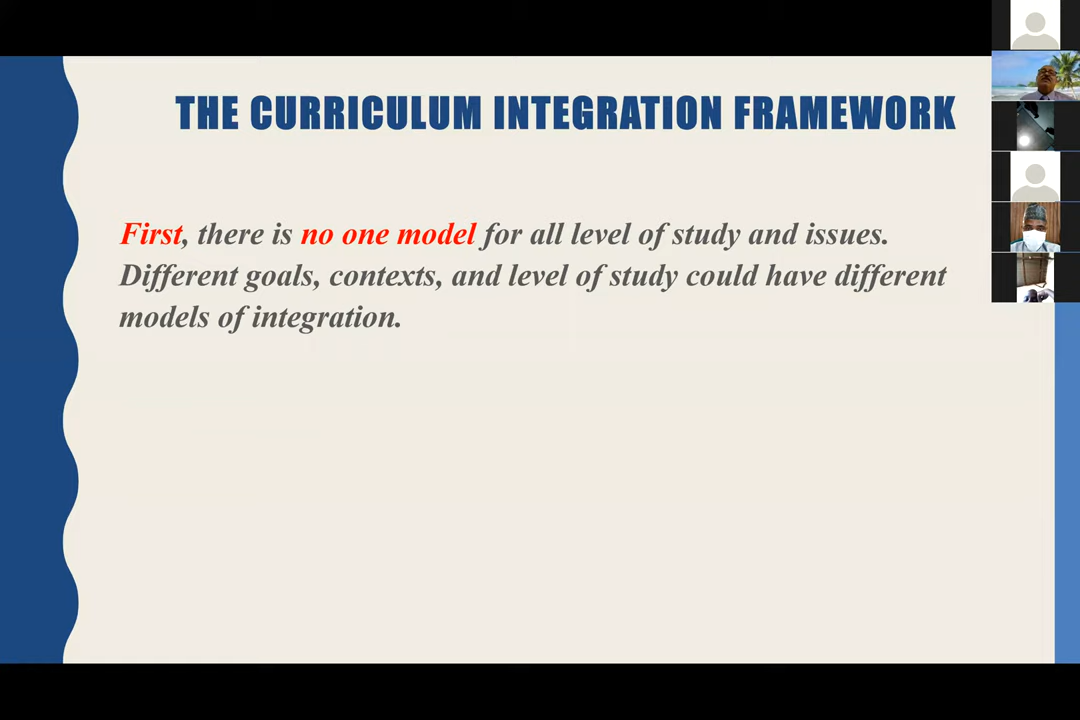 THE CURRICULUM INTEGRATION FRAMEWORK
First, there is no one model for all level of study and issues.
Different goals, contexts, and level of study could have different
models of integration.